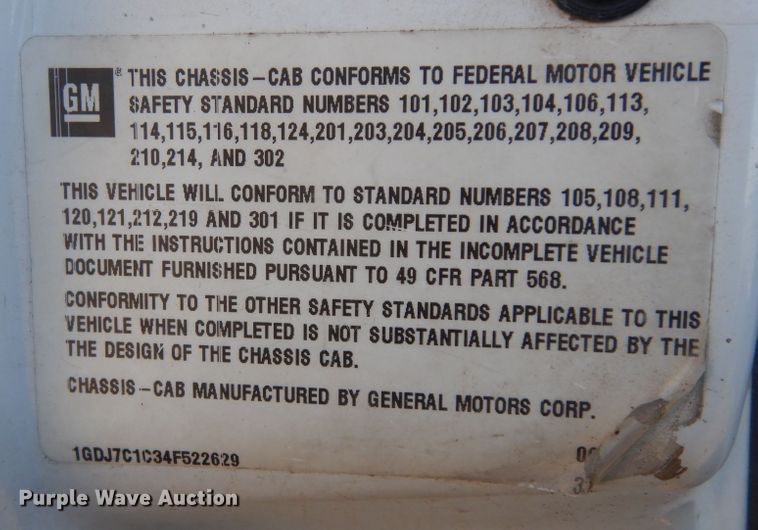 GM® THIS CHASSIS-CAB CONFORMS TO FEDERAL MOTOR VEHICLE
SAFETY STANDARD NUMBERS 101,102,103,104,106,113,
114,115,116,118,124,201,203,204,205,206,207,208,209,
210,214, AND 302
THIS VEHICLE WILL CONFORM TO STANDARD NUMBERS 105,108,111,
120,121,212,219 AND 301 IF IT IS COMPLETED IN ACCORDANCE
WITH THE INSTRUCTIONS CONTAINED IN THE INCOMPLETE VEHICLE
DOCUMENT FURNISHED PURSUANT TO 49 CFR PART 568.
CONFORMITY TO THE OTHER SAFETY STANDARDS APPLICABLE TO THIS
VEHICLE WHEN COMPLETED IS NOT SUBSTANTIALLY AFFECTED BY THE
THE DESIGN OF THE CHASSIS CAB.
CHASSIS-CAB MANUFACTURED BY GENERAL MOTORS CORP.
1GDJ7C1C34F522629
Purple Wave Auction